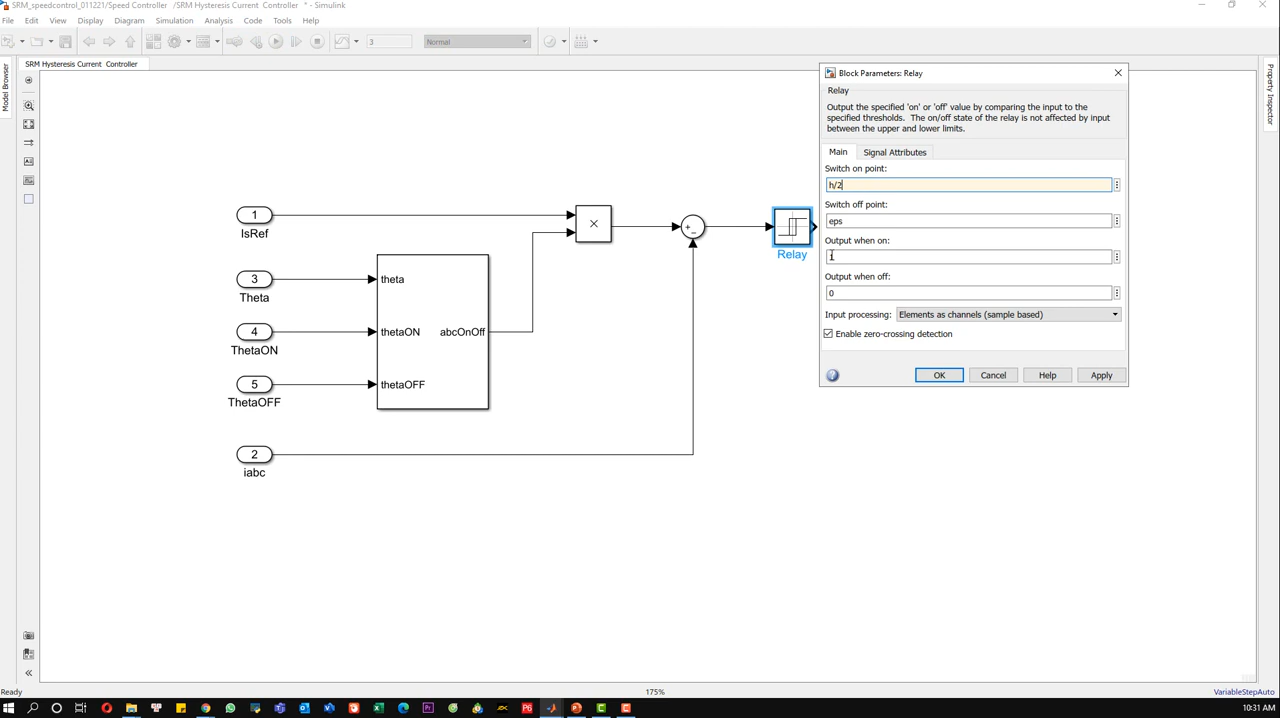 SRM_speedcontrol_011221/Speed Controller /SRM Hysteresis Current Controller * - Simulink
File Edit View Display Diagram Simulation Analysis Code Tools Help
3
Normal
SRM Hysteresis Current Controller
Model Browser
Property Inspector
Block Parameters: Relay
Relay
Output the specified 'on' or 'off' value by comparing the input to the
specified thresholds. The on/off state of the relay is not affected by input
between the upper and lower limits.
Main
Signal Attributes
Switch on point:
h/2
Switch off point:
eps
Output when on:
1
Output when off:
0
Input processing: Elements as channels (sample based)
Enable zero-crossing detection
OK
Cancel
Help
Apply
1
IsRef
3
Theta
4
ThetaON
5
ThetaOFF
2
iabc
theta
thetaON
abcOnOff
thetaOFF
×
+
-
Relay
Ready
175%
VariableStepAuto
10:31 AM